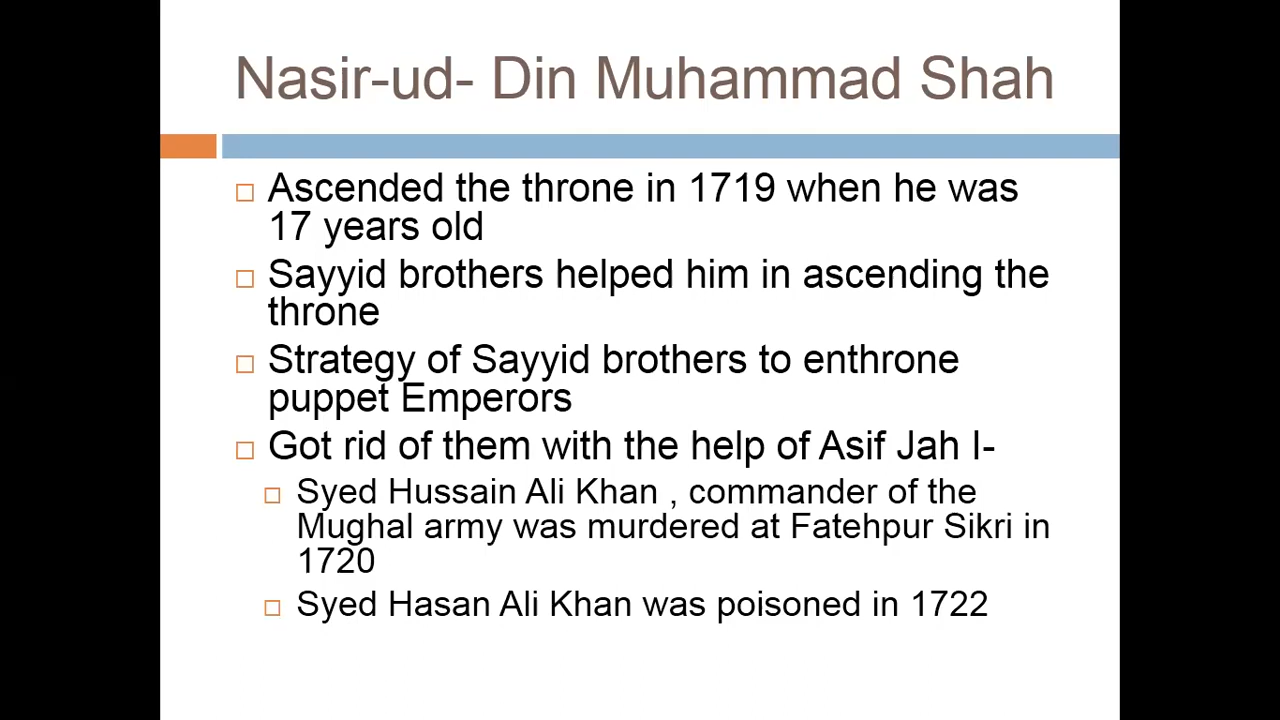 Nasir-ud- Din Muhammad Shah
Ascended the throne in 1719 when he was
17 years old
Sayyid brothers helped him in ascending the
throne
Strategy of Sayyid brothers to enthrone
puppet Emperors
Got rid of them with the help of Asif Jah I-
Syed Hussain Ali Khan , commander of the
Mughal army was murdered at Fatehpur Sikri in
1720
Syed Hasan Ali Khan was poisoned in 1722